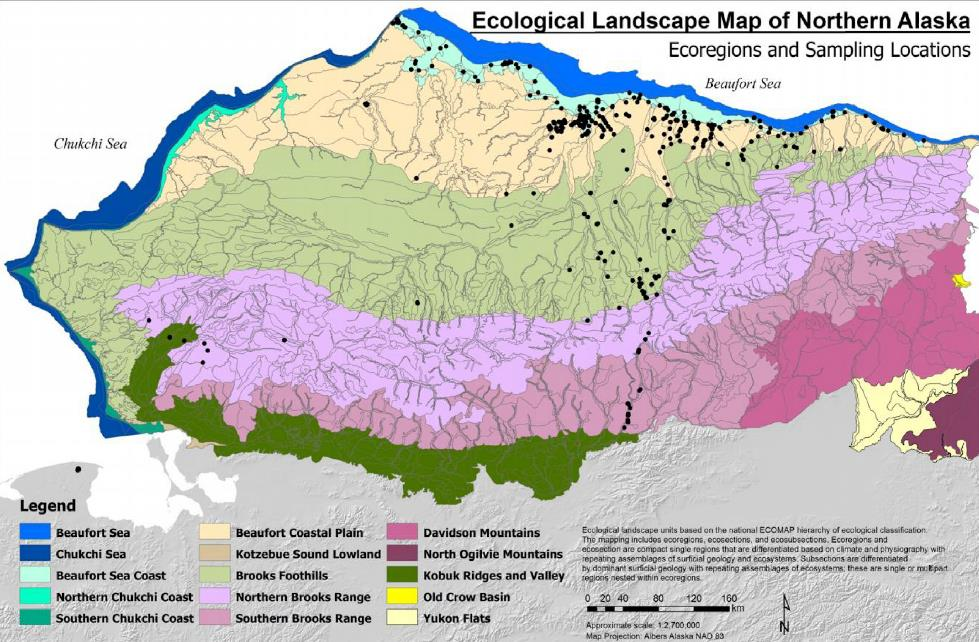 Ecological Landscape Map of Northern Alaska
Ecoregions and Sampling Locations
Beaufort Sea
Chukchi Sea
Legend
Beaufort Sea
Chukchi Sea
Beaufort Sea Coast
Northern Chukchi Coast
Southern Chukchi Coast
Beaufort Coastal Plain
Kotzebue Sound Lowland
Brooks Foothills
Northern Brooks Range
Southern Brooks Range
Davidson Mountains
North Ogilvie Mountains
Kobuk Ridges and Valley
Old Crow Basin
Yukon Flats
Ecological landscape units based on the national ECOMAP hierarchy of ecological classification.
The mapping includes ecoregions, ecosections, and ecosubsections. Ecoregions and
ecosection are compact single regions that are differentiated based on climate and physiography with
repeating assemblages of surficial geology and ecosystems. Subsections are differentiated
by dominant surficial geology with repeating assemblages of ecosystems; these are single or multipart
regions nested within ecoregions.
0 20 40 80 120 160
km
Approximate scale: 1:2,700,000
Map Projection: Albers Alaska NAD 83
N